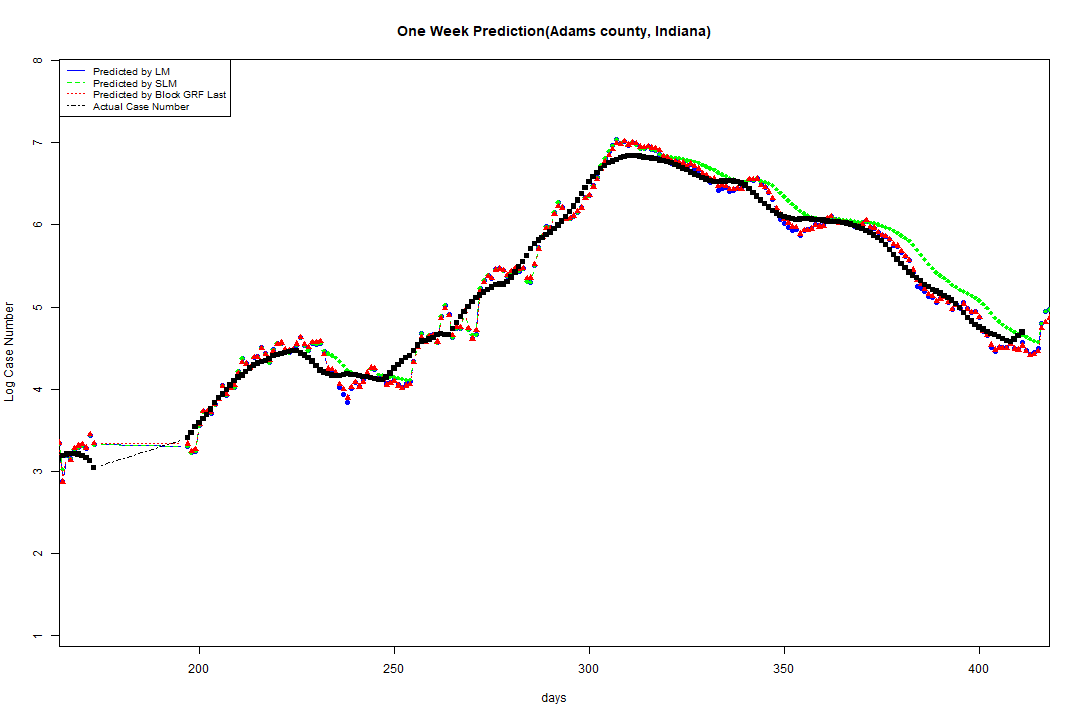 One Week Prediction(Adams county, Indiana)
Predicted by LM
Predicted by SLM
Predicted by Block GRF Last
Actual Case Number
8
7
6
5
4
3
2
1
Log Case Number
200 250 300 350 400
days